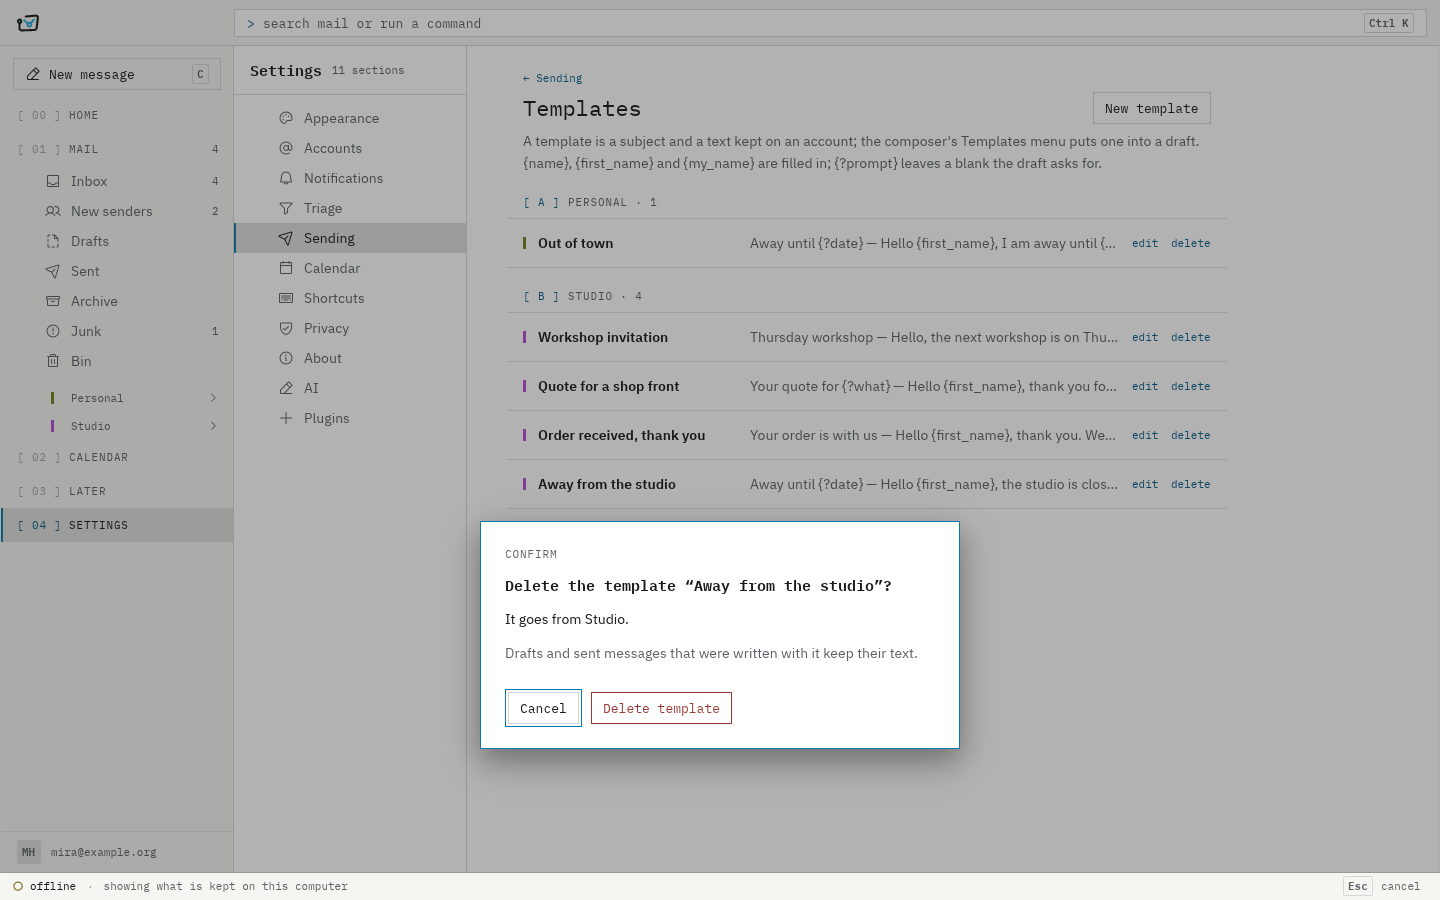 > search mail or run a command Ctrl K
New message C
[ 00 ] HOME
[ 01 ] MAIL 4
Inbox 4
New senders 2
Drafts
Sent
Archive
Junk 1
Bin
Personal
Studio
[ 02 ] CALENDAR
[ 03 ] LATER
[ 04 ] SETTINGS
MH mira@example.org
Settings 11 sections
Appearance
Accounts
Notifications
Triage
Sending
Calendar
Shortcuts
Privacy
About
AI
Plugins
← Sending
Templates
New template
A template is a subject and a text kept on an account; the composer's Templates menu puts one into a draft.
{name}, {first_name} and {my_name} are filled in; {?prompt} leaves a blank the draft asks for.
[ A ] PERSONAL · 1
Out of town Away until {?date} — Hello {first_name}, I am away until {… edit delete
[ B ] STUDIO · 4
Workshop invitation Thursday workshop — Hello, the next workshop is on Thu… edit delete
Quote for a shop front Your quote for {?what} — Hello {first_name}, thank you fo… edit delete
Order received, thank you Your order is with us — Hello {first_name}, thank you. We… edit delete
Away from the studio Away until {?date} — Hello {first_name}, the studio is clos… edit delete
CONFIRM
Delete the template “Away from the studio”?
It goes from Studio.
Drafts and sent messages that were written with it keep their text.
Cancel Delete template
offline · showing what is kept on this computer Esc cancel